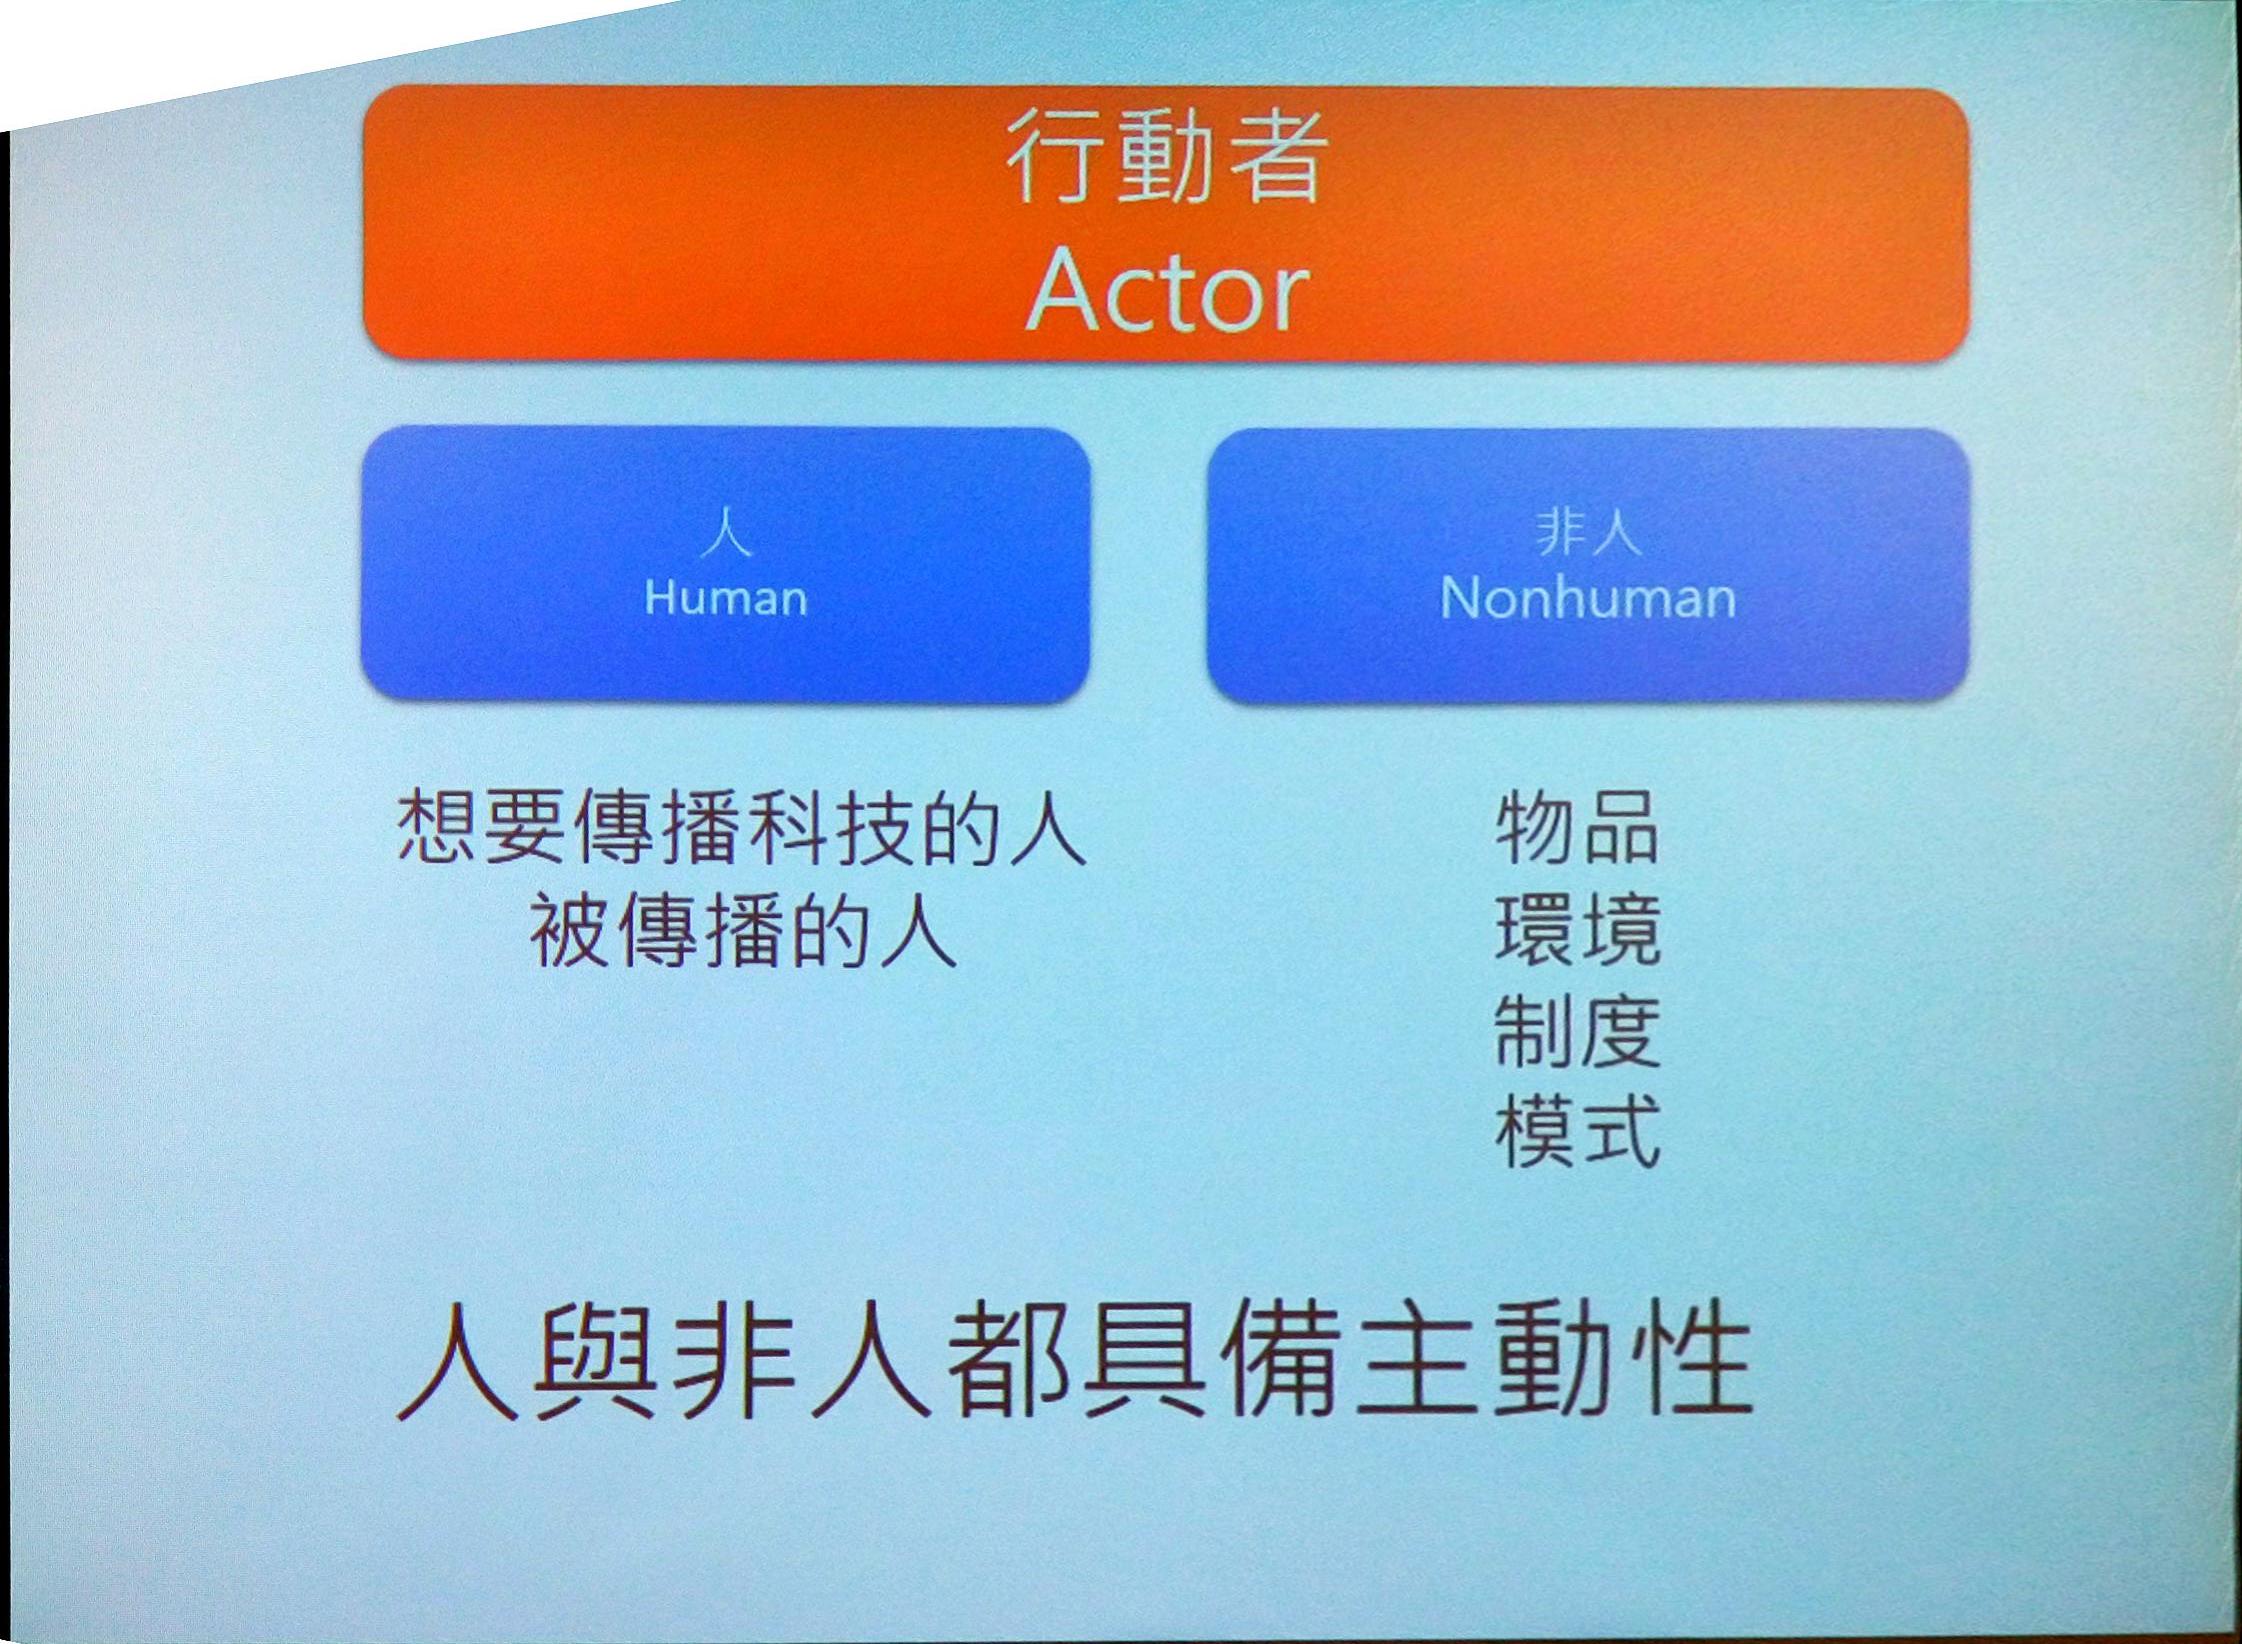 行動者
Actor
人
Human
非人
Nonhuman
想要傳播科技的人
被傳播的人
物品
環境
制度
模式
人與非人都具備主動性